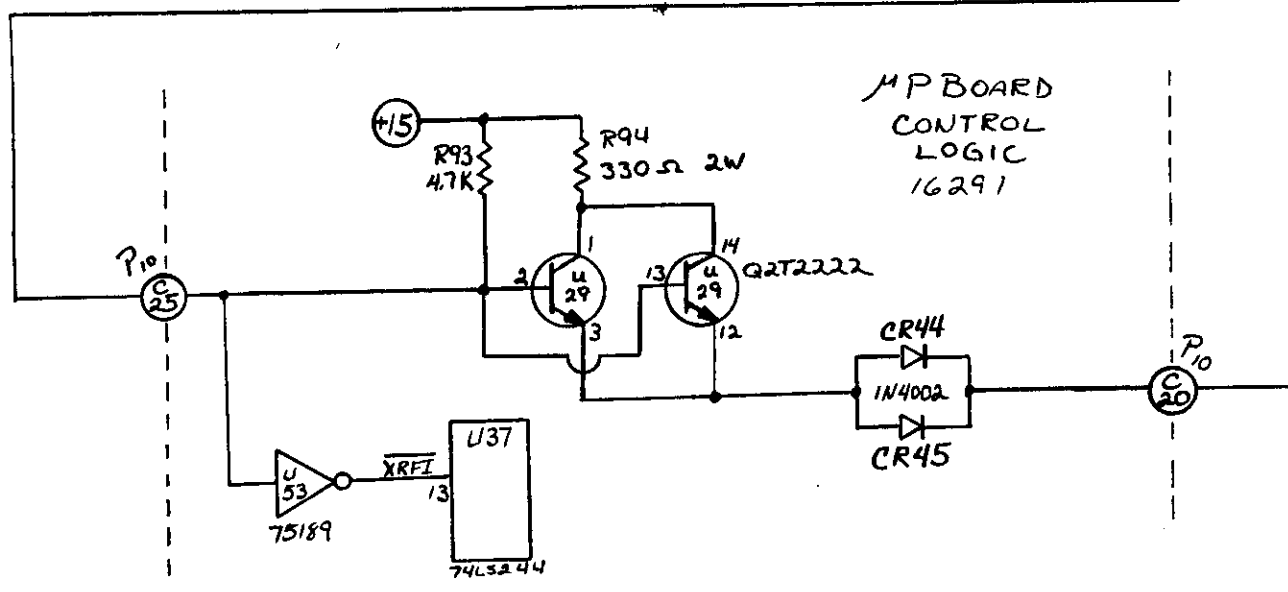 µP BOARD
CONTROL
LOGIC
16291
+15
R93
4.7K
R94
330Ω 2W
P10
C
25
1
2
U
29
3
14
13
U
29
12
Q2T2222
CR44
1N4002
CR45
P10
C
20
U
53
75189
XRFI
13
U37
74LS244